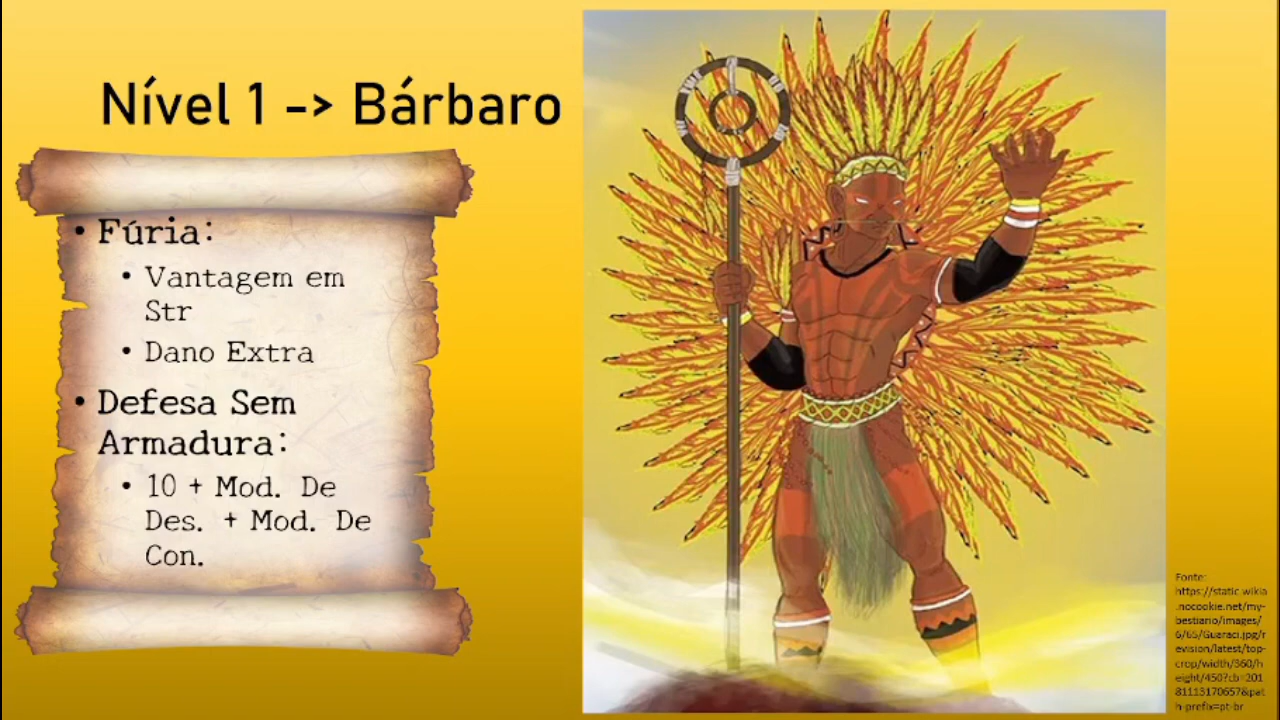 Nível 1 -> Bárbaro
• Fúria:
• Vantagem em
Str
• Dano Extra
• Defesa Sem
Armadura:
• 10 + Mod. De
Des. + Mod. De
Con.
Fonte:
https://static.wikia
.nocookie.net/my-
bestiario/images/
6/65/Guaraci.jpg/r
evision/latest/top-
crop/width/360/h
eight/450?cb=201
81113170657&pat
h-prefix=pt-br